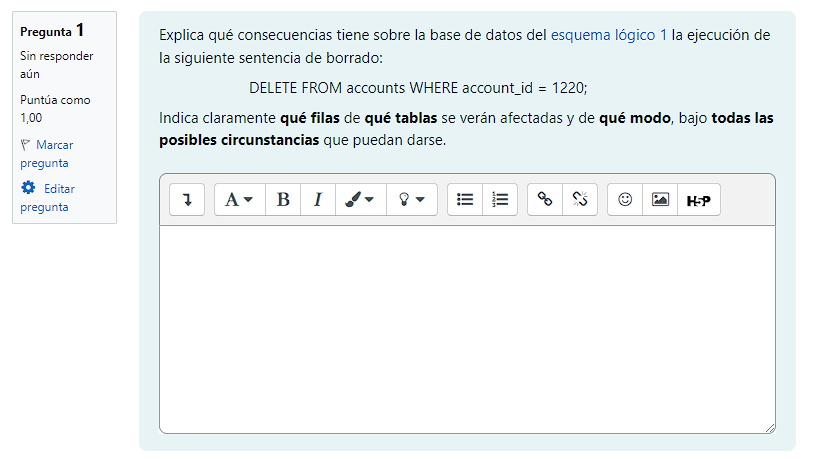 Pregunta 1
Sin responder
aún
Puntúa como
1,00
Marcar
pregunta
Editar
pregunta
Explica qué consecuencias tiene sobre la base de datos del esquema lógico 1 la ejecución de
la siguiente sentencia de borrado:
DELETE FROM accounts WHERE account_id = 1220;
Indica claramente qué filas de qué tablas se verán afectadas y de qué modo, bajo todas las
posibles circunstancias que puedan darse.
A B I H5P